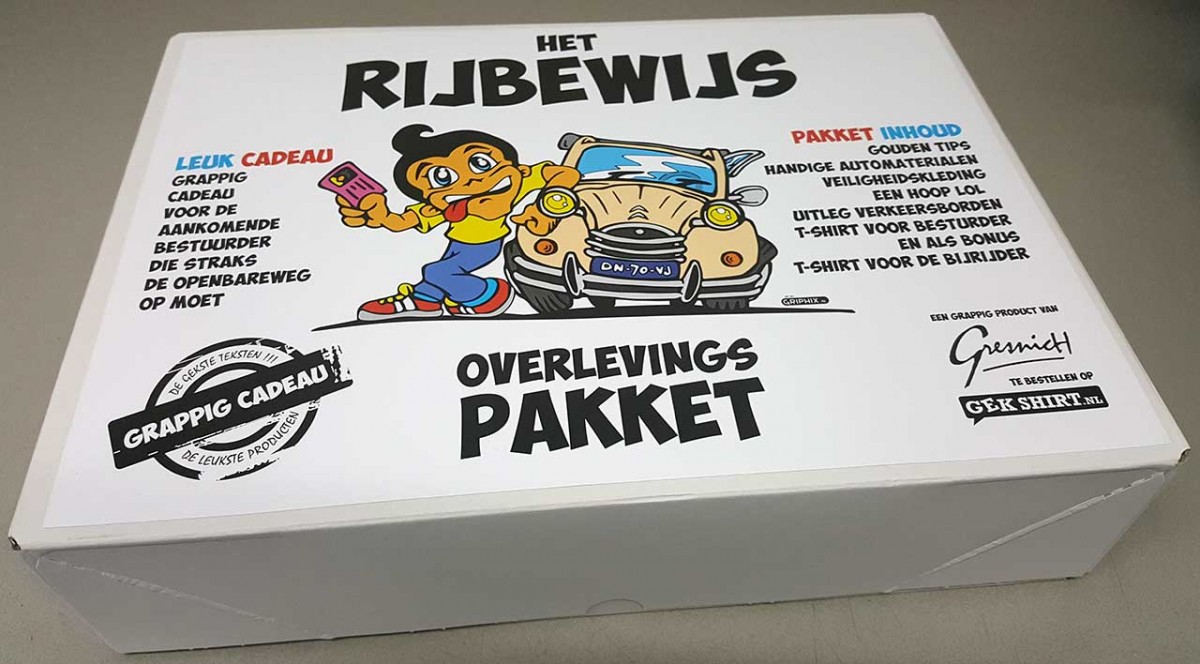 HET
RIJBEWIJS
LEUK CADEAU
GRAPPIG
CADEAU
VOOR DE
AANKOMENDE
BESTUURDER
DIE STRAKS
DE OPENBAREWEG
OP MOET
PAKKET INHOUD
GOUDEN TIPS
HANDIGE AUTOMATERIALEN
VEILIGHEIDSKLEDING
EEN HOOP LOL
UITLEG VERKEERSBORDEN
T-SHIRT VOOR BESTURDER
EN ALS BONUS
T-SHIRT VOOR DE BIJRIJDER
DN-70-VJ
GRIPHIX.NL
OVERLEVINGS
PAKKET
DE GEKSTE TEKSTEN !!!
GRAPPIG CADEAU
DE LEUKSTE PRODUCTEN
EEN GRAPPIG PRODUCT VAN
GresnicH
TE BESTELLEN OP
GEKSHIRT.NL